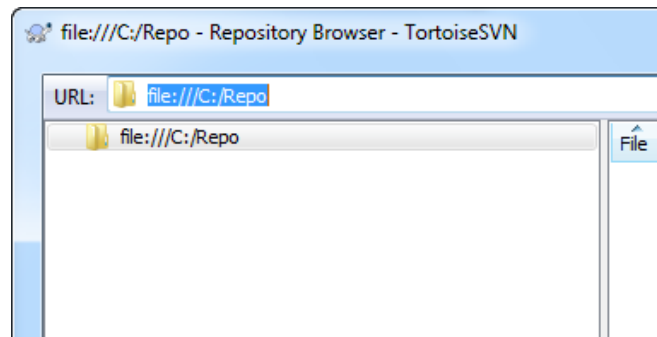 file:///C:/Repo - Repository Browser - TortoiseSVN
URL: file:///C:/Repo
file:///C:/Repo
File